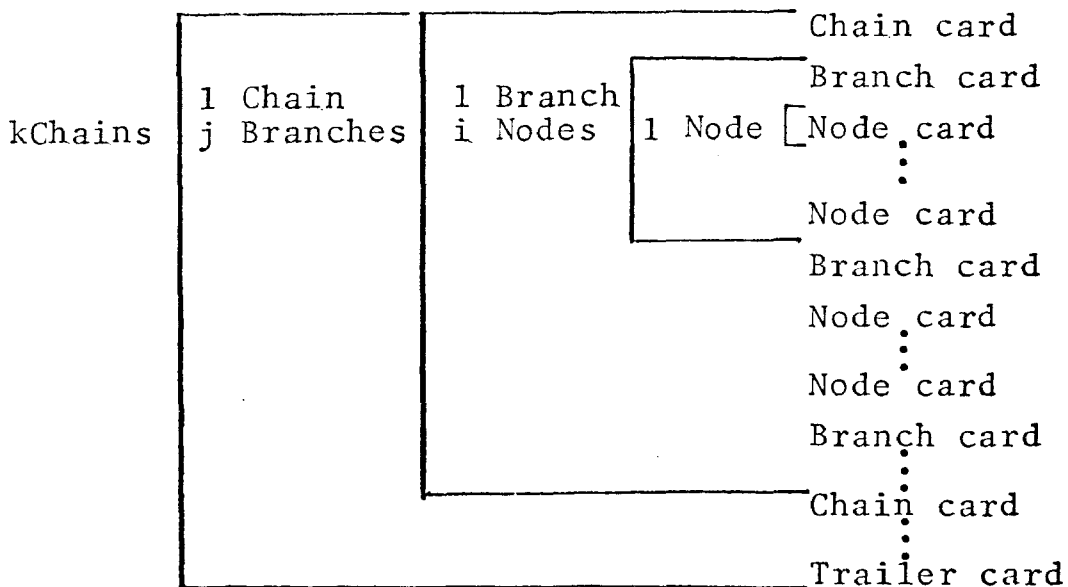 Chain card
Branch card
1 Chain 1 Branch
kChains j Branches i Nodes 1 Node Node card
Node card
Branch card
Node card
Node card
Branch card
Chain card
Trailer card